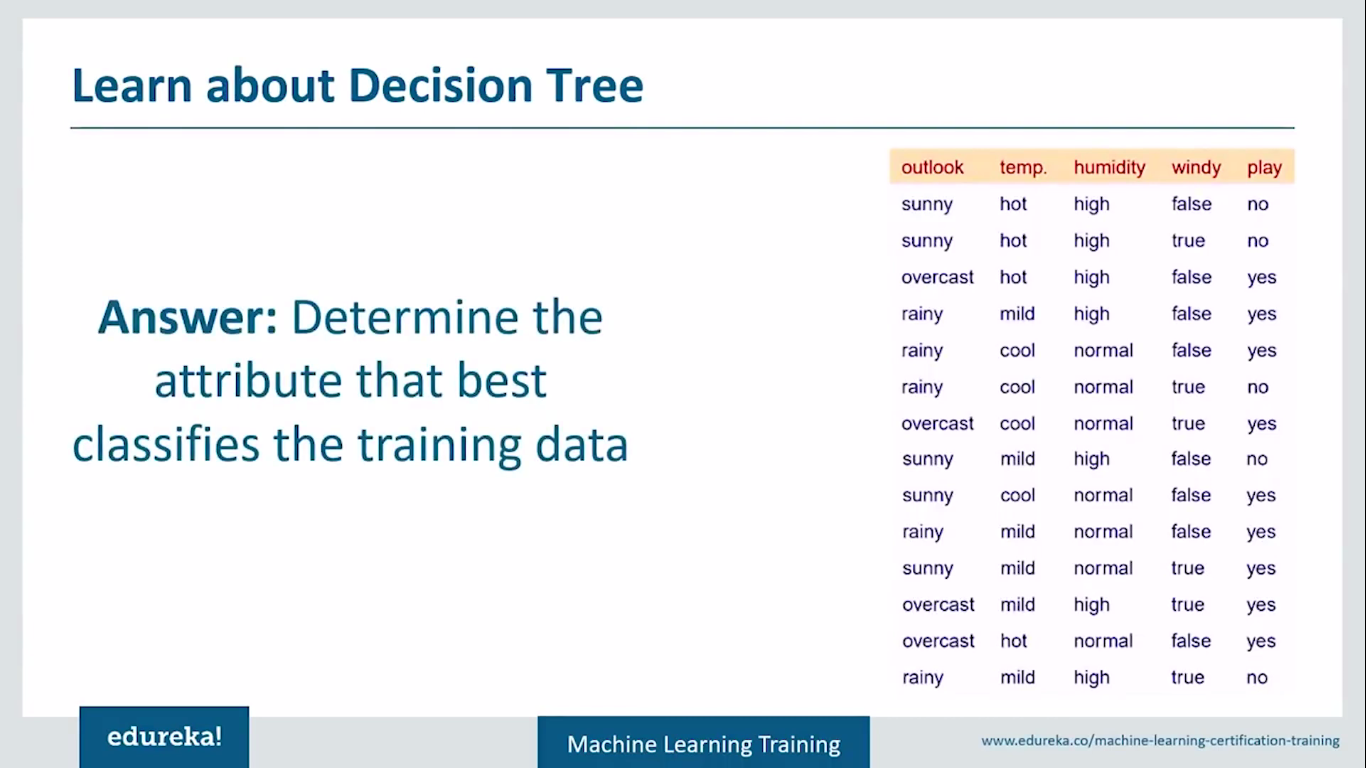 Learn about Decision Tree
Answer: Determine the
attribute that best
classifies the training data
outlook temp. humidity windy play
sunny hot high false no
sunny hot high true no
overcast hot high false yes
rainy mild high false yes
rainy cool normal false yes
rainy cool normal true no
overcast cool normal true yes
sunny mild high false no
sunny cool normal false yes
rainy mild normal false yes
sunny mild normal true yes
overcast mild high true yes
overcast hot normal false yes
rainy mild high true no
edureka!
Machine Learning Training
www.edureka.co/machine-learning-certification-training